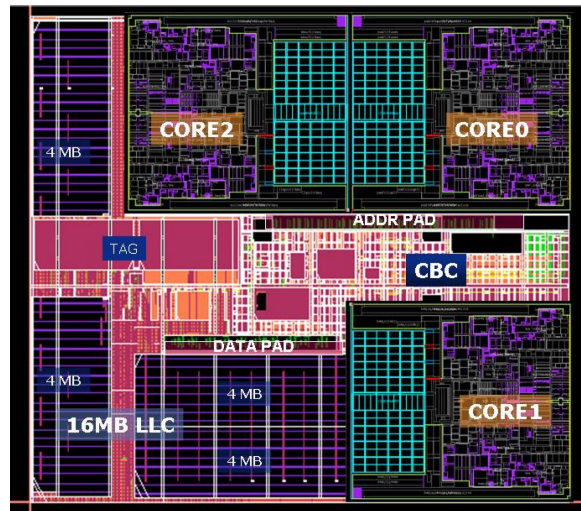 CORE2
CORE0
4 MB
ADDR PAD
TAG
CBC
DATA PAD
4 MB
4 MB
16MB LLC
CORE1
4 MB